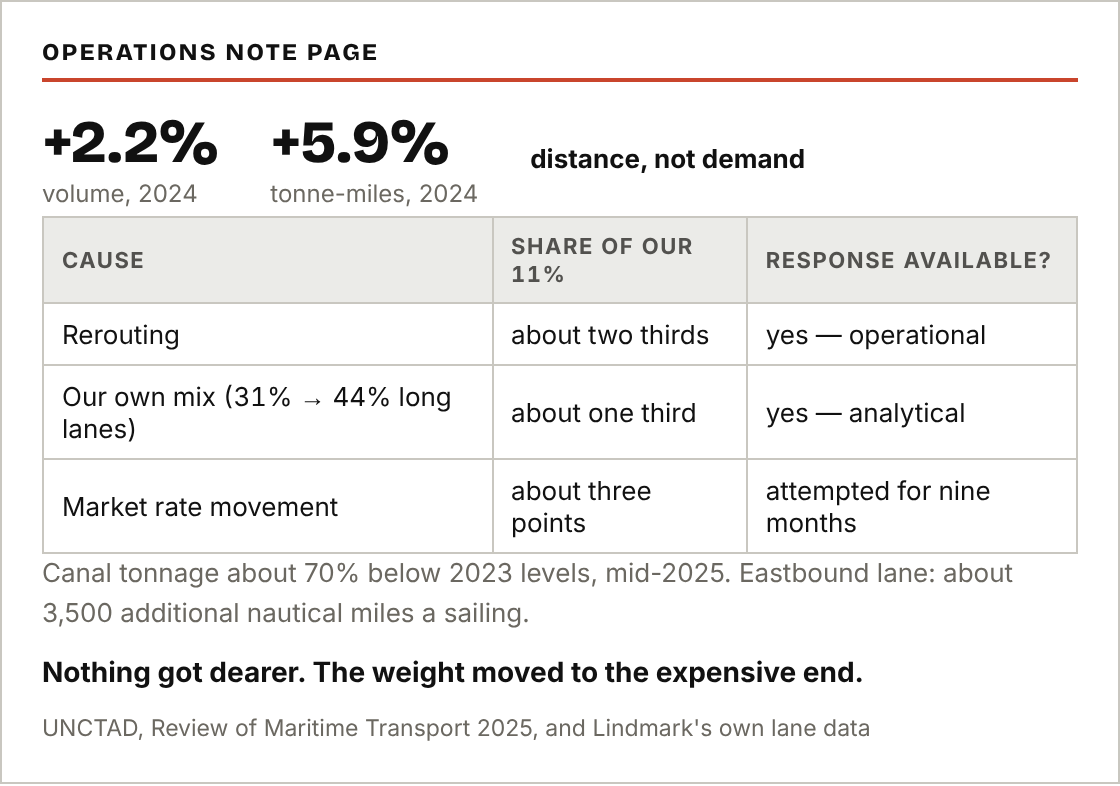 OPERATIONS NOTE PAGE
+2.2%
volume, 2024
+5.9%
tonne-miles, 2024
distance, not demand
CAUSE
SHARE OF OUR
11%
RESPONSE AVAILABLE?
Rerouting
about two thirds
yes — operational
Our own mix (31% → 44% long
lanes)
about one third
yes — analytical
Market rate movement
about three
points
attempted for nine
months
Canal tonnage about 70% below 2023 levels, mid-2025. Eastbound lane: about
3,500 additional nautical miles a sailing.
Nothing got dearer. The weight moved to the expensive end.
UNCTAD, Review of Maritime Transport 2025, and Lindmark's own lane data